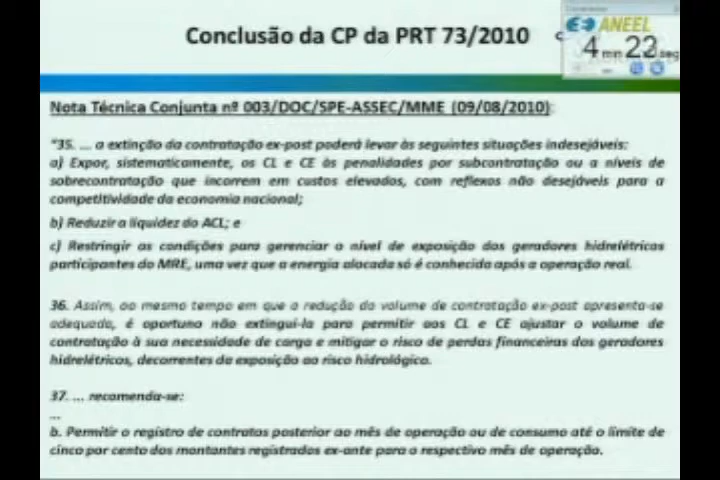 Conclusão da CP da PRT 73/2010
ANEEL
4 min 22 seg
Nota Técnica Conjunta nº 003/DOC/SPE-ASSEC/MME (09/08/2010):
"35. ... a extinção da contratação ex-post poderá levar às seguintes situações indesejáveis:
a) Expor, sistematicamente, os CL e CE às penalidades por subcontratação ou a níveis de
sobrecontratação que incorrem em custos elevados, com reflexos não desejáveis para a
competitividade da economia nacional;
b) Reduzir a liquidez do ACL; e
c) Restringir as condições para gerenciar o nível de exposição dos geradores hidrelétricos
participantes do MRE, uma vez que a energia alocada só é conhecida após a operação real.
36. Assim, ao mesmo tempo em que a redução do volume de contratação ex-post apresenta-se
adequada, é oportuno não extingui-la para permitir aos CL e CE ajustar o volume de
contratação à sua necessidade de carga e mitigar o risco de perdas financeiras dos geradores
hidrelétricos, decorrentes da exposição ao risco hidrológico.
37. ... recomenda-se:
...
b. Permitir o registro de contratos posterior ao mês de operação ou de consumo até o limite de
cinco por cento dos montantes registrados ex-ante para o respectivo mês de operação.